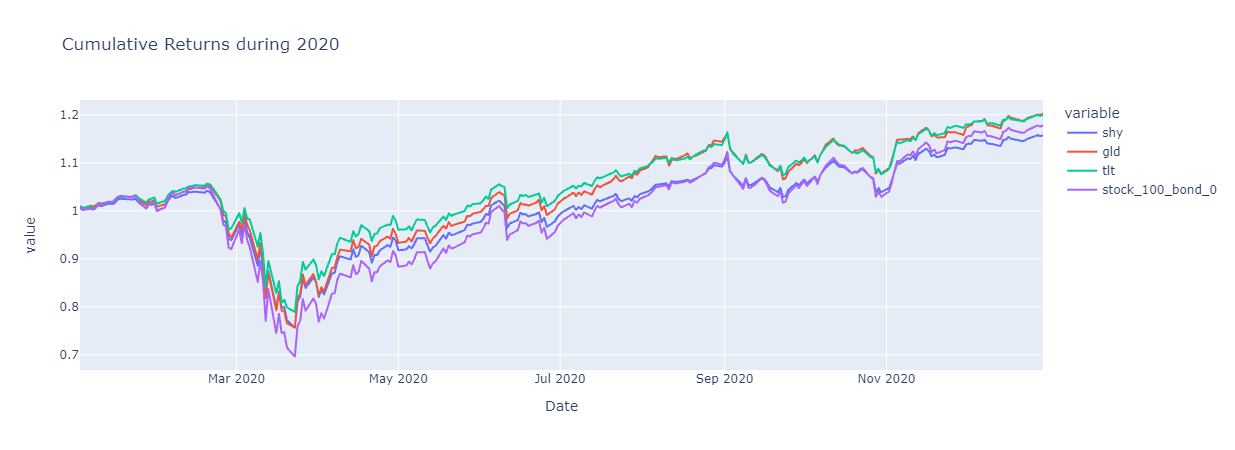 Cumulative Returns during 2020
variable
shy
gld
tlt
stock_100_bond_0
value
1.2
1.1
1
0.9
0.8
0.7
Mar 2020
May 2020
Jul 2020
Sep 2020
Nov 2020
Date